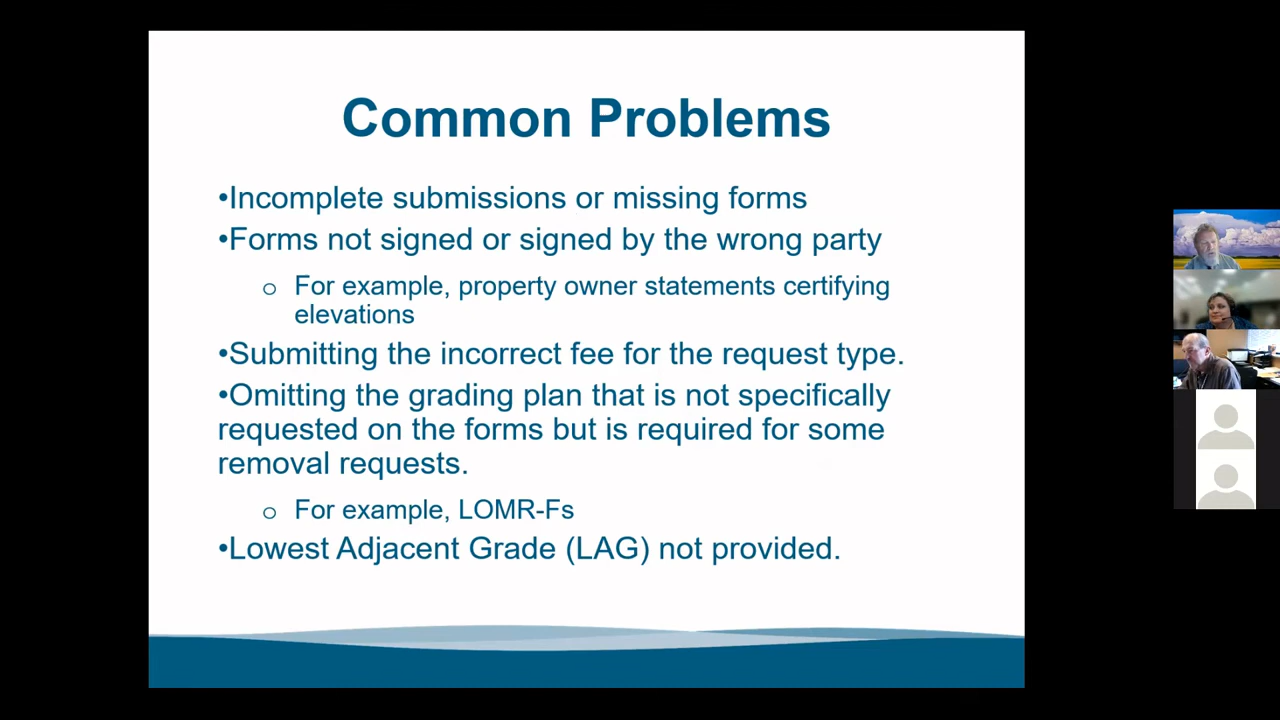 Common Problems
•Incomplete submissions or missing forms
•Forms not signed or signed by the wrong party
o For example, property owner statements certifying
elevations
•Submitting the incorrect fee for the request type.
•Omitting the grading plan that is not specifically
requested on the forms but is required for some
removal requests.
o For example, LOMR-Fs
•Lowest Adjacent Grade (LAG) not provided.